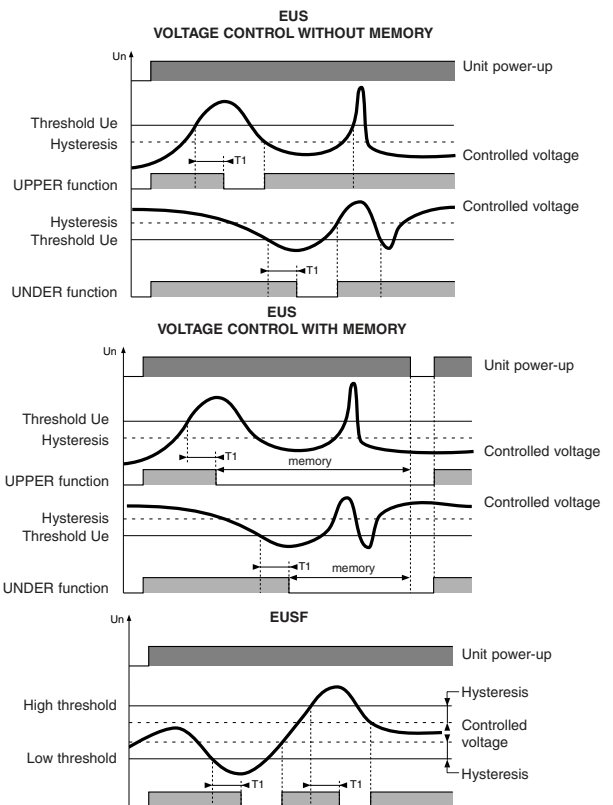 EUS
VOLTAGE CONTROL WITHOUT MEMORY
Un
Unit power-up
Threshold Ue
Hysteresis
T1
Controlled voltage
UPPER function
Controlled voltage
Hysteresis
Threshold Ue
T1
UNDER function
EUS
VOLTAGE CONTROL WITH MEMORY
Un
Unit power-up
Threshold Ue
Hysteresis
T1
memory
Controlled voltage
UPPER function
Controlled voltage
Hysteresis
Threshold Ue
T1
memory
UNDER function
EUSF
Un
Unit power-up
High threshold
Hysteresis
Controlled
voltage
Low threshold
Hysteresis
T1
T1